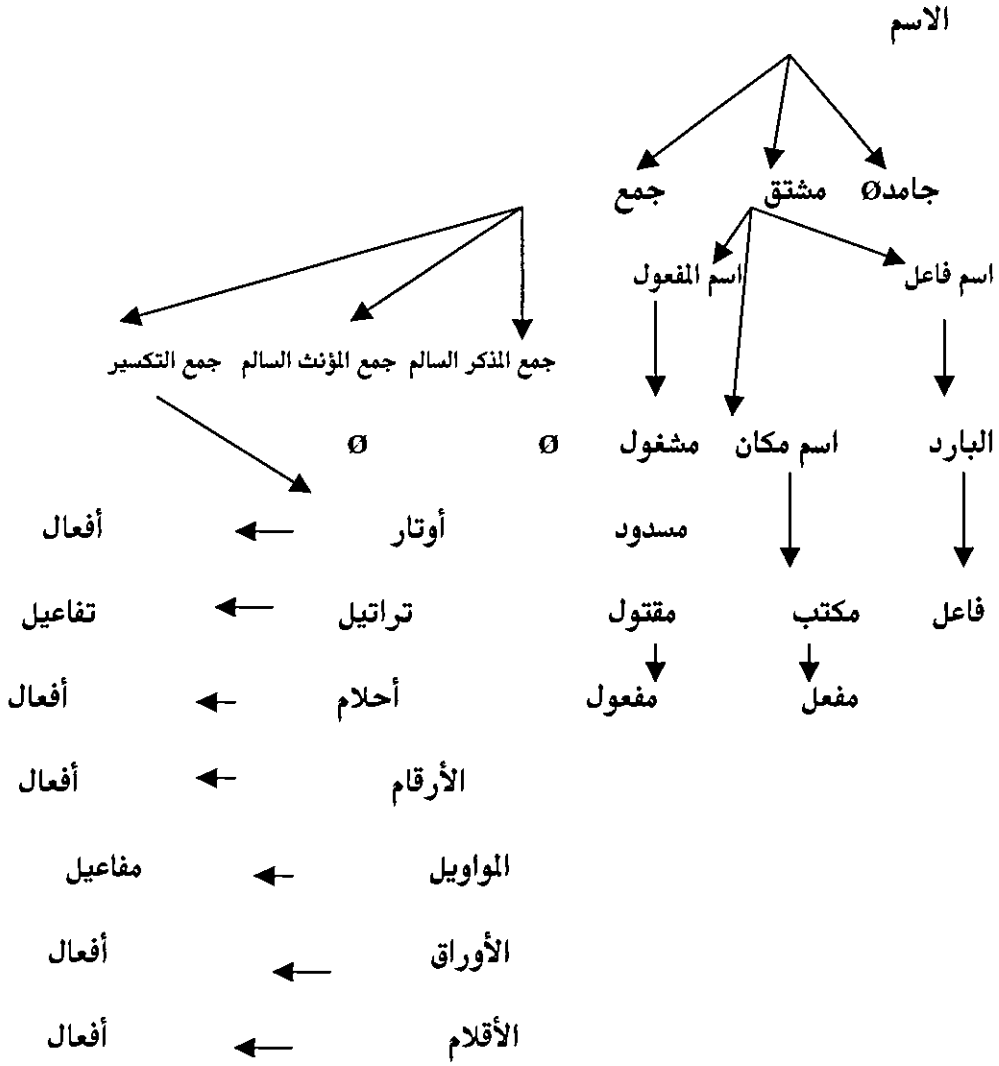 الاسم
جامدø مشتق جمع
اسم فاعل اسم المفعول
جمع المذكر السالم جمع المؤنث السالم جمع التكسير
البارد اسم مكان مشغول ø ø
مسدود أوتار أفعال
فاعل مكتب مقتول تراتيل تفاعيل
مفعل مفعول أحلام أفعال
الأرقام أفعال
المواويل مفاعيل
الأوراق أفعال
الأقلام أفعال